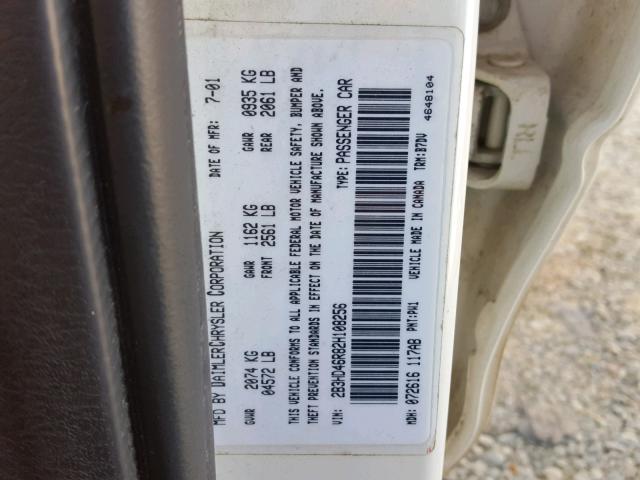 MFD BY DAIMLERCHRYSLER CORPORATION DATE OF MFR: 7-01
GVWR 2074 KG GAWR 1162 KG GAWR 0935 KG
04572 LB FRONT 2561 LB REAR 2061 LB
THIS VEHICLE CONFORMS TO ALL APPLICABLE FEDERAL MOTOR VEHICLE SAFETY, BUMPER AND
THEFT PREVENTION STANDARDS IN EFFECT ON THE DATE OF MANUFACTURE SHOWN ABOVE.
VIN: 2B3HD46R82H108256 TYPE: PASSENGER CAR
MDH: 072616 117AB PNT:PW1 VEHICLE MADE IN CANADA TRM:B7DV
4648104